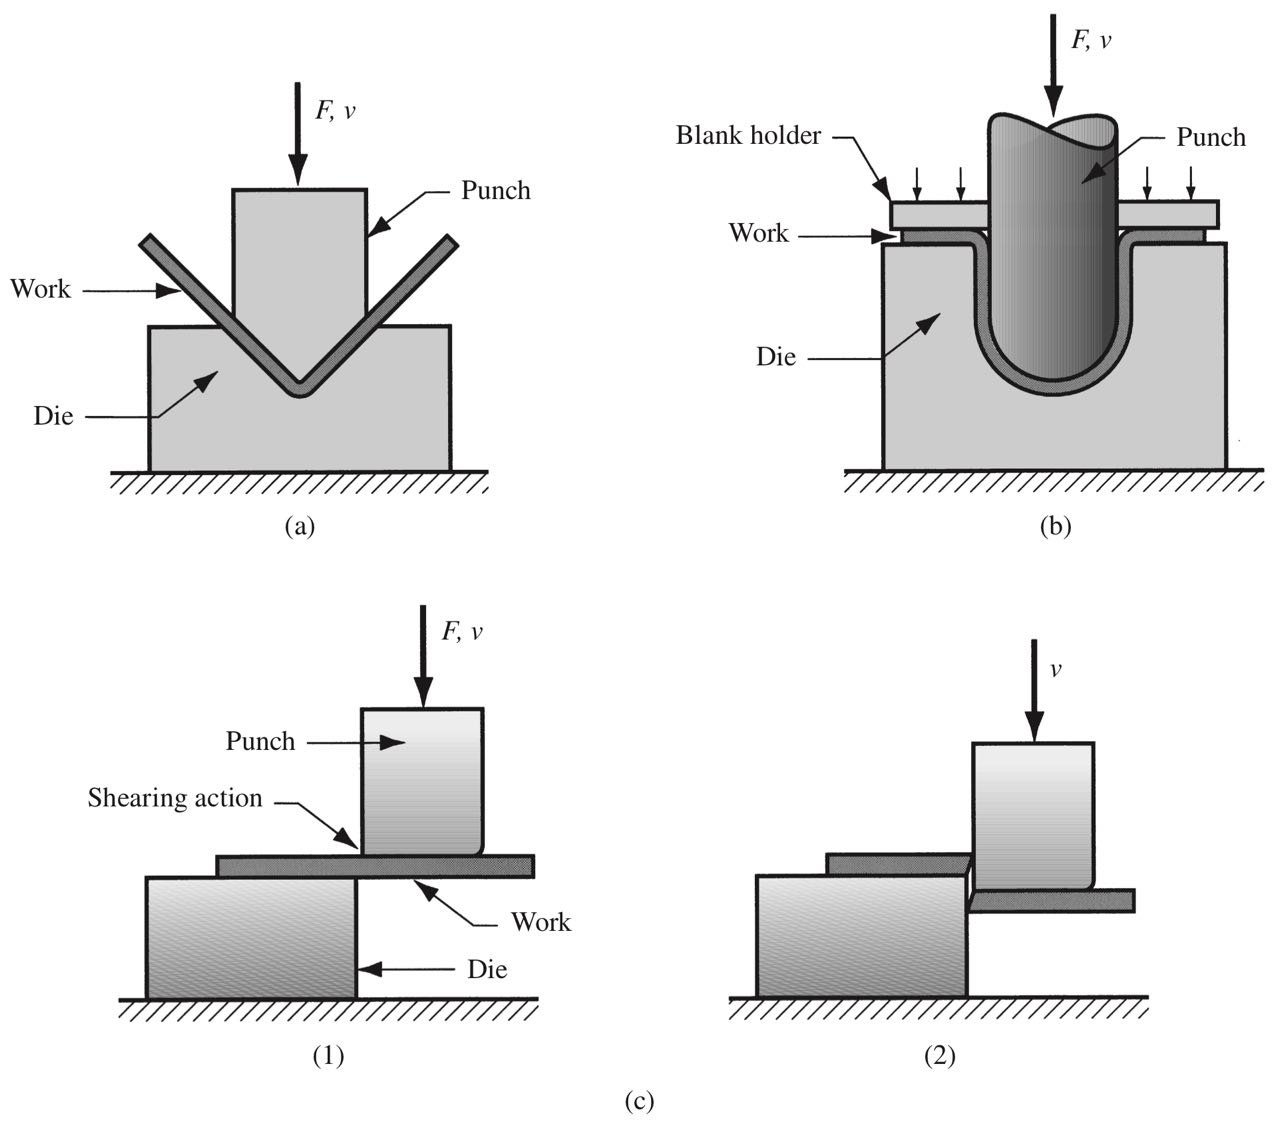 F, v
Punch
Work
Die
(a)
F, v
Blank holder
Punch
Work
Die
(b)
F, v
Punch
Shearing action
Work
Die
(1)
v
(2)
(c)